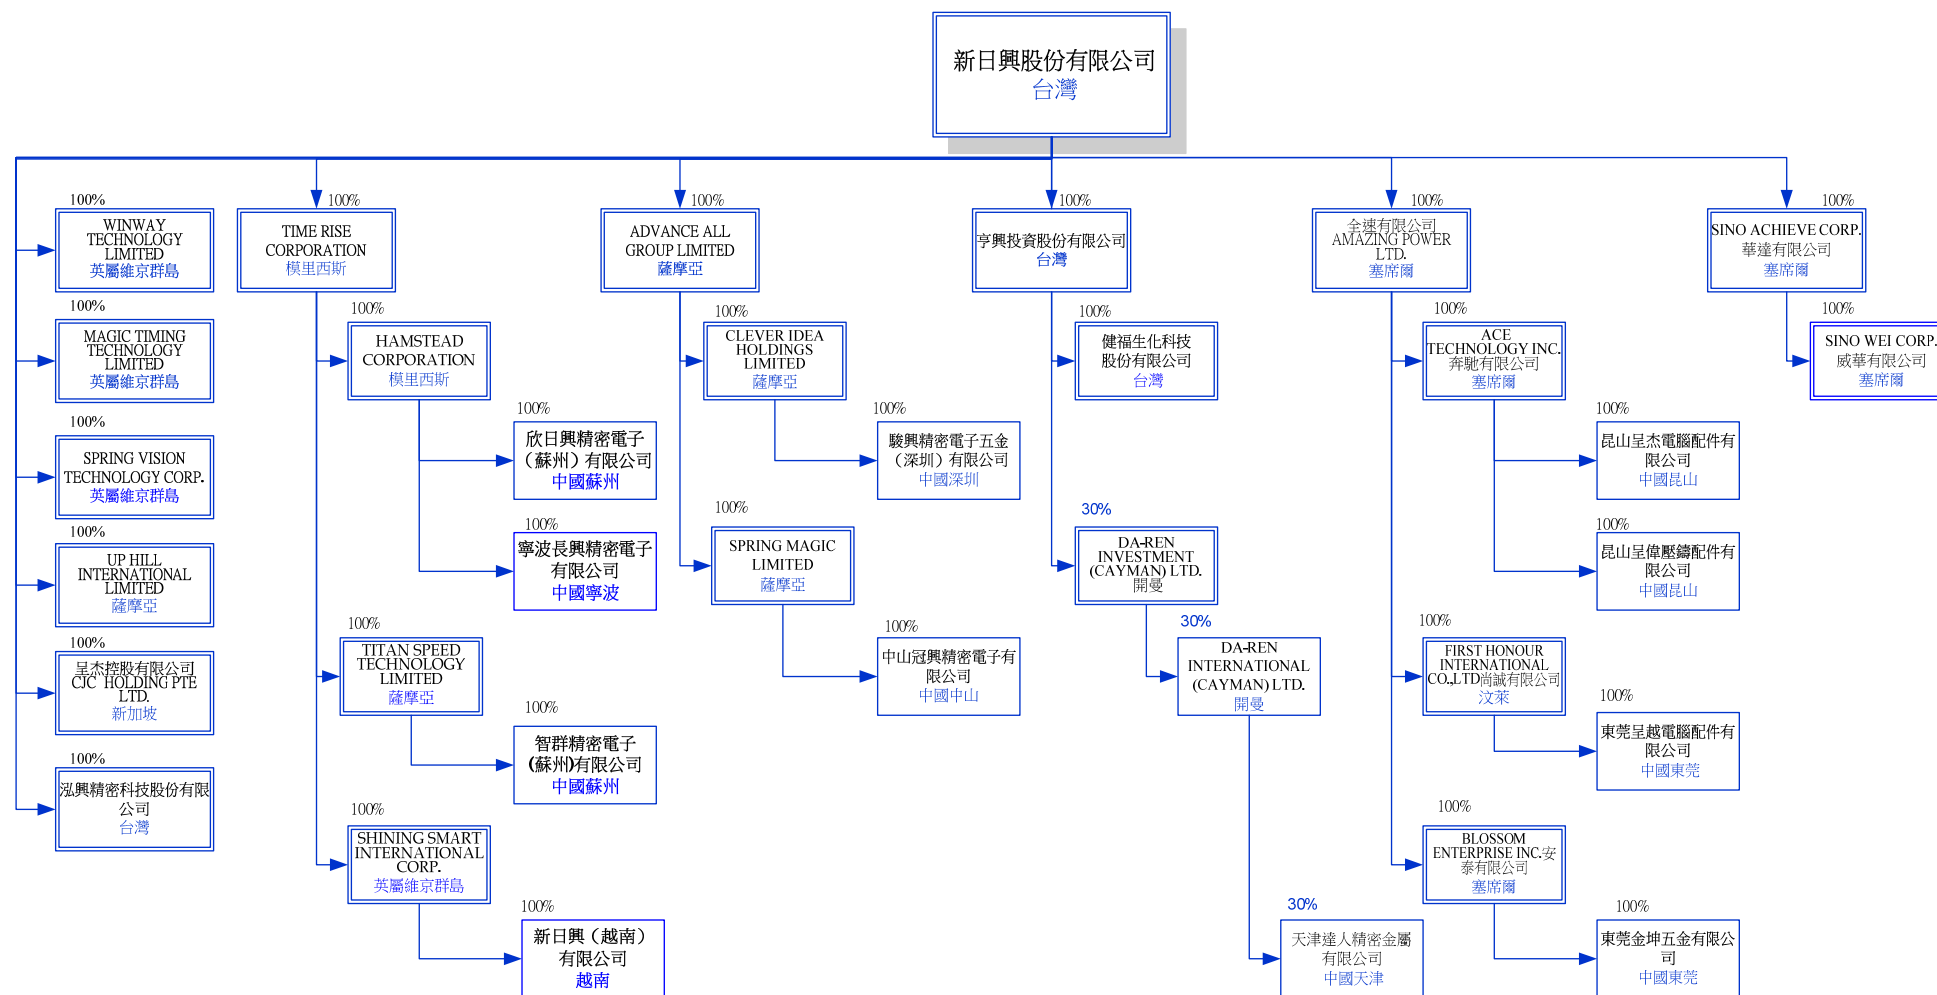 新日興股份有限公司
台灣
100%
WINWAY
TECHNOLOGY
LIMITED
英屬維京群島
100%
MAGIC TIMING
TECHNOLOGY
LIMITED
英屬維京群島
100%
SPRING VISION
TECHNOLOGY CORP.
英屬維京群島
100%
UP HILL
INTERNATIONAL
LIMITED
薩摩亞
100%
呈杰控股有限公司
CJC HOLDING PTE
LTD.
新加坡
100%
泓興精密科技股份有限
公司
台灣
100%
TIME RISE
CORPORATION
模里西斯
100%
HAMSTEAD
CORPORATION
模里西斯
100%
欣日興精密電子
（蘇州）有限公司
中國蘇州
100%
寧波長興精密電子
有限公司
中國寧波
100%
TITAN SPEED
TECHNOLOGY
LIMITED
薩摩亞
100%
智群精密電子
(蘇州)有限公司
中國蘇州
100%
SHINING SMART
INTERNATIONAL
CORP.
英屬維京群島
100%
新日興（越南）
有限公司
越南
100%
ADVANCE ALL
GROUP LIMITED
薩摩亞
100%
CLEVER IDEA
HOLDINGS
LIMITED
薩摩亞
100%
駿興精密電子五金
（深圳）有限公司
中國深圳
100%
SPRING MAGIC
LIMITED
薩摩亞
100%
中山冠興精密電子有
限公司
中國中山
100%
亨興投資股份有限公司
台灣
100%
健福生化科技
股份有限公司
台灣
30%
DA-REN
INVESTMENT
(CAYMAN) LTD.
開曼
30%
DA-REN
INTERNATIONAL
(CAYMAN) LTD.
開曼
30%
天津達人精密金屬
有限公司
中國天津
100%
全速有限公司
AMAZING POWER
LTD.
塞席爾
100%
ACE
TECHNOLOGY INC.
奔馳有限公司
塞席爾
100%
昆山呈杰電腦配件有
限公司
中國昆山
100%
昆山呈偉壓鑄配件有
限公司
中國昆山
100%
FIRST HONOUR
INTERNATIONAL
CO.,LTD尚誠有限公司
汶萊
100%
東莞呈越電腦配件有
限公司
中國東莞
100%
BLOSSOM
ENTERPRISE INC.安
泰有限公司
塞席爾
100%
東莞金坤五金有限公
司
中國東莞
100%
SINO ACHIEVE CORP.
華達有限公司
塞席爾
100%
SINO WEI CORP.
威華有限公司
塞席爾